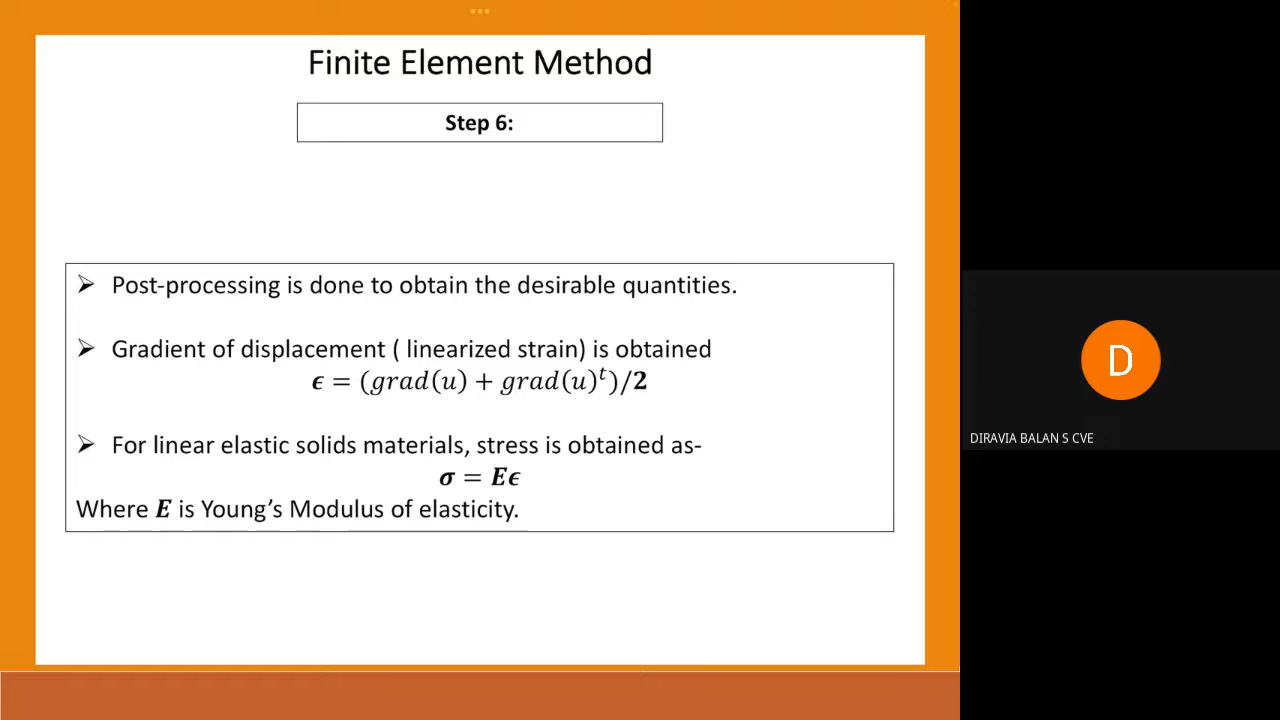 Finite Element Method
Step 6:
➢ Post-processing is done to obtain the desirable quantities.
➢ Gradient of displacement ( linearized strain) is obtained
𝝐 = (𝑔𝑟𝑎𝑑(𝑢) + 𝑔𝑟𝑎𝑑(𝑢)ᵗ)/𝟐
➢ For linear elastic solids materials, stress is obtained as-
𝝈 = 𝑬𝝐
Where 𝑬 is Young’s Modulus of elasticity.
D
DIRAVIA BALAN S CVE